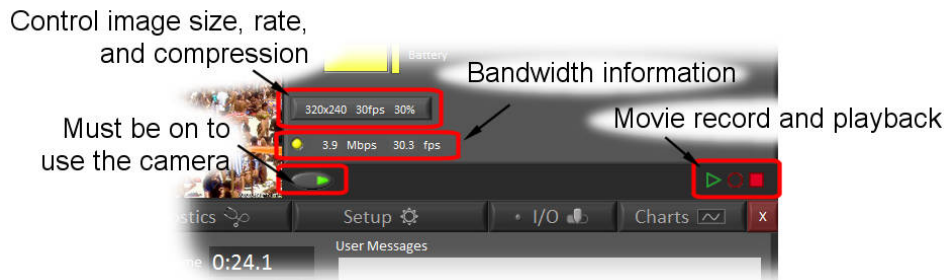 Control image size, rate,
and compression
Battery
Bandwidth information
320x240 30fps 30%
Movie record and playback
Must be on to
use the camera
3.9 Mbps 30.3 fps
stics Setup I/O Charts X
me 0:24.1
User Messages